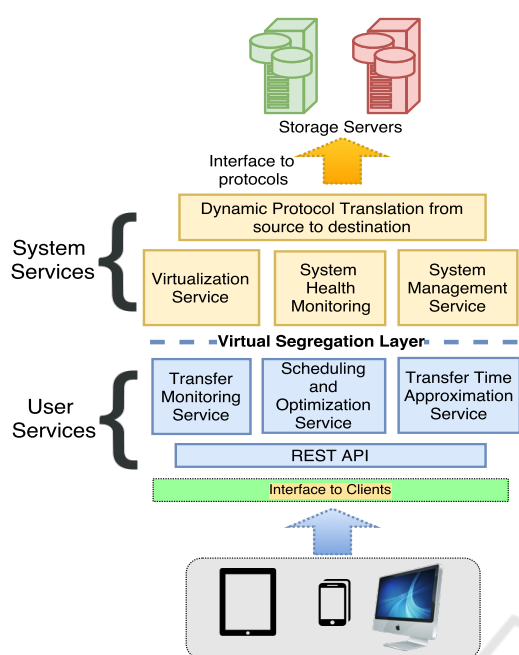 Storage Servers
Interface to
protocols
Dynamic Protocol Translation from
source to destination
System
Services
Virtualization
Service
System
Health
Monitoring
System
Management
Service
Virtual Segregation Layer
User
Services
Transfer
Monitoring
Service
Scheduling
and
Optimization
Service
Transfer Time
Approximation
Service
REST API
Interface to Clients